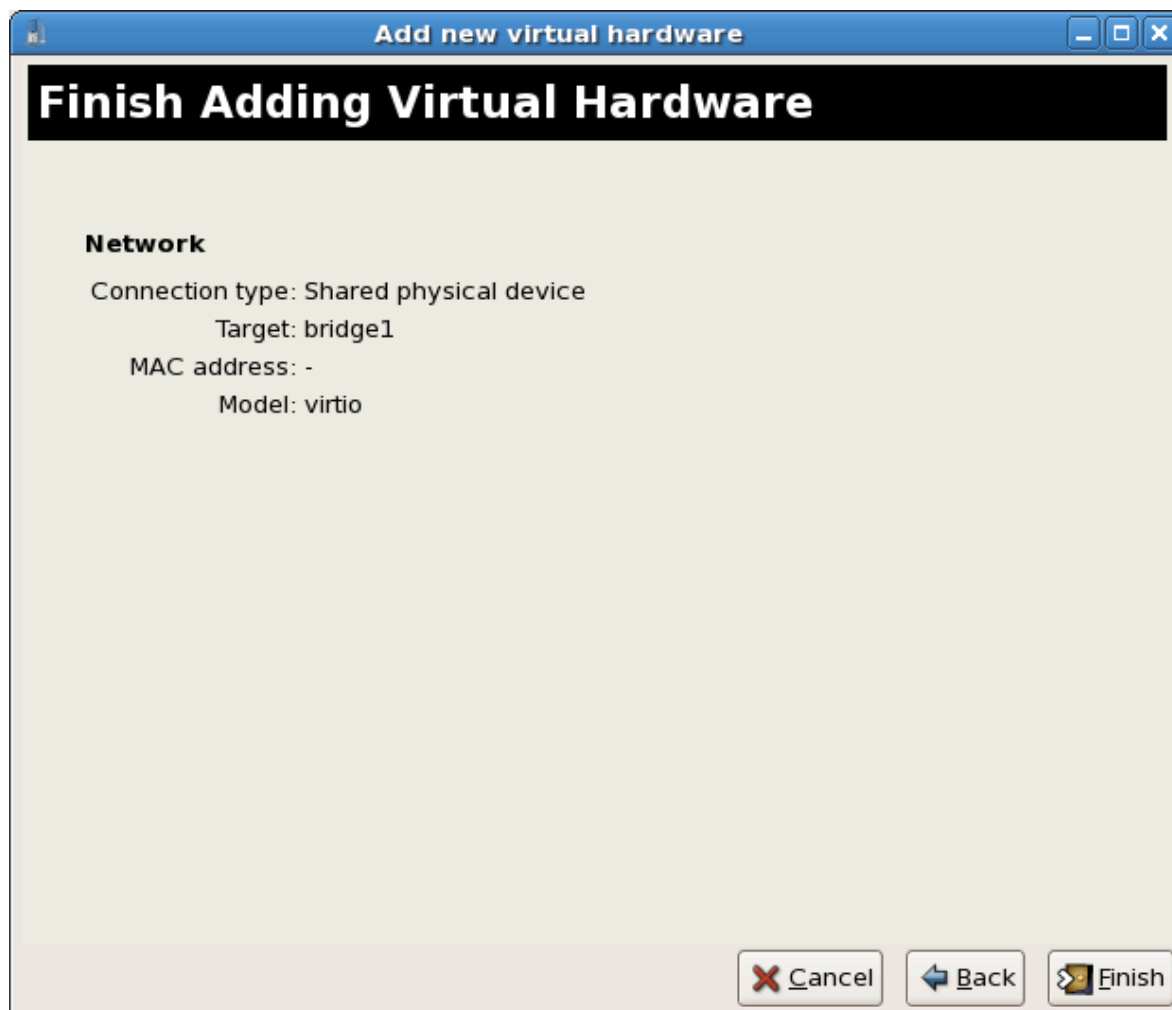 Add new virtual hardware
Finish Adding Virtual Hardware
Network
Connection type: Shared physical device
Target: bridge1
MAC address: -
Model: virtio
Cancel Back Finish